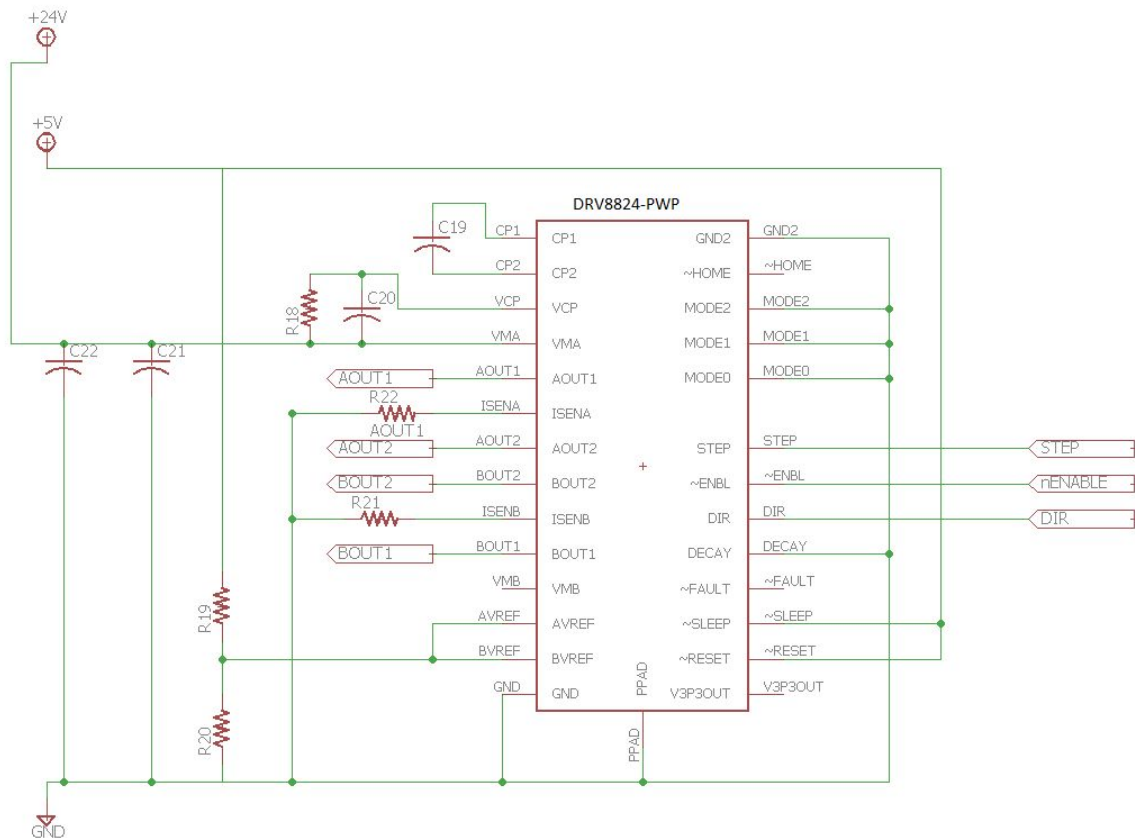 +24V
+5V
DRV8824-PWP
C19
CP1
CP1
GND2
GND2
CP2
CP2
~HOME
~HOME
R18
C20
VCP
VCP
MODE2
MODE2
C22
C21
VMA
VMA
MODE1
MODE1
AOUT1
AOUT1
AOUT1
MODE0
MODE0
R22
AOUT1
ISENA
ISENA
AOUT2
AOUT2
AOUT2
STEP
STEP
STEP
BOUT2
BOUT2
BOUT2
~ENBL
~ENBL
nENABLE
R21
ISENB
ISENB
DIR
DIR
DIR
BOUT1
BOUT1
BOUT1
DECAY
DECAY
VMB
VMB
~FAULT
~FAULT
R19
AVREF
AVREF
~SLEEP
~SLEEP
BVREF
BVREF
~RESET
~RESET
GND
GND
PPAD
V3P3OUT
V3P3OUT
R20
PPAD
GND